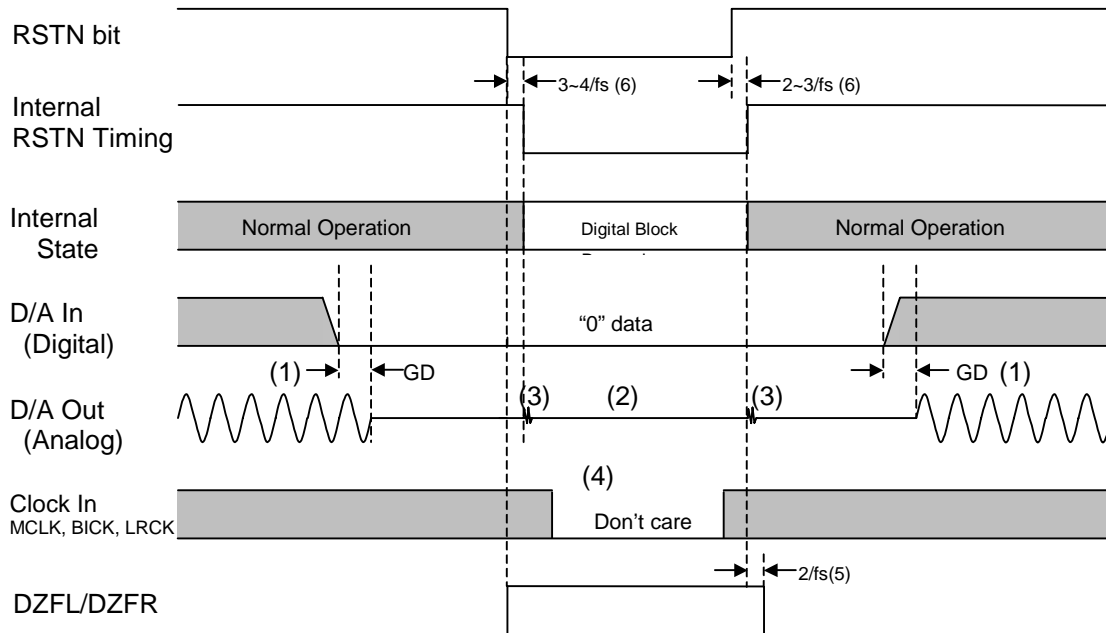 RSTN bit
3~4/fs (6)
2~3/fs (6)
Internal
RSTN Timing
Internal
State
Normal Operation
Digital Block
Normal Operation
D/A In
(Digital)
“0” data
(1)
GD
GD (1)
D/A Out
(Analog)
(3)
(2)
(3)
(4)
Clock In
MCLK, BICK, LRCK
Don’t care
2/fs(5)
DZFL/DZFR